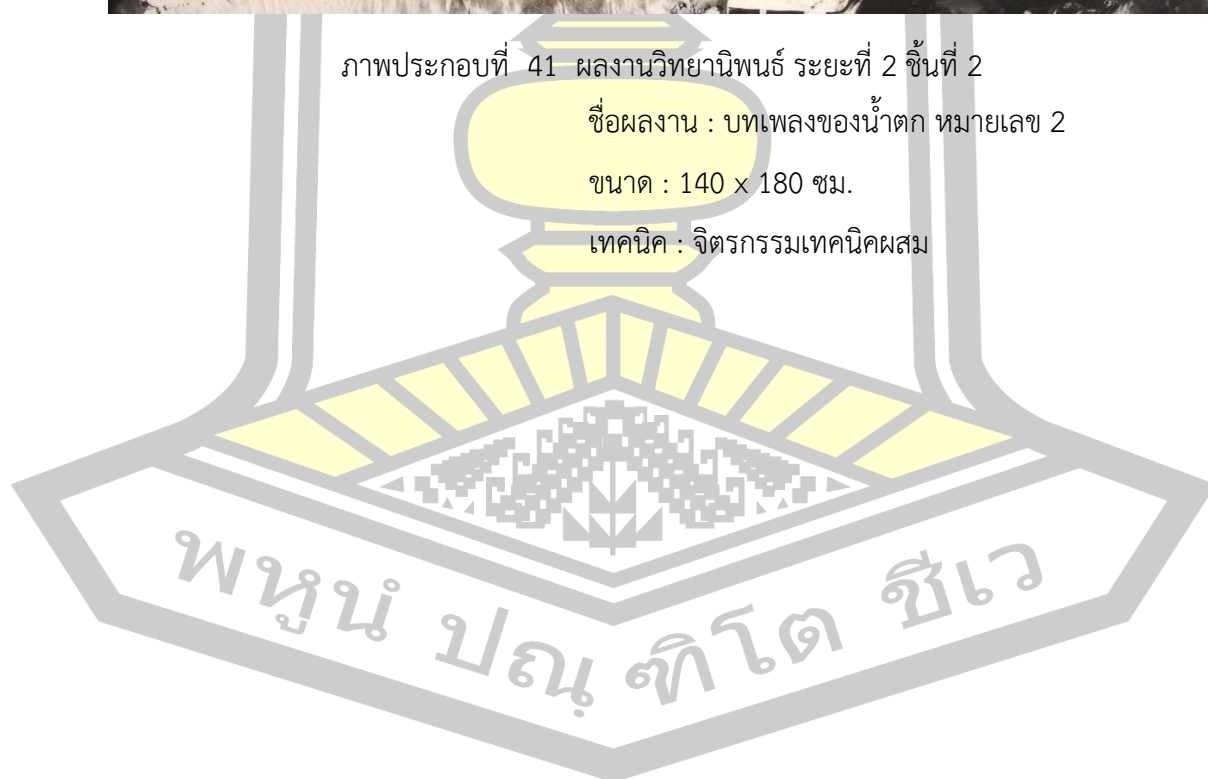 ภาพประกอบที่ 41 ผลงานวิทยานิพนธ์ ระยะที่ 2 ชิ้นที่ 2
ชื่อผลงาน : บทเพลงของน้ำตก หมายเลข 2
ขนาด : 140 x 180 ซม.
เทคนิค : จิตรกรรมเทคนิคผสม
พหูนํ ปณฺฑิโต ชีเว